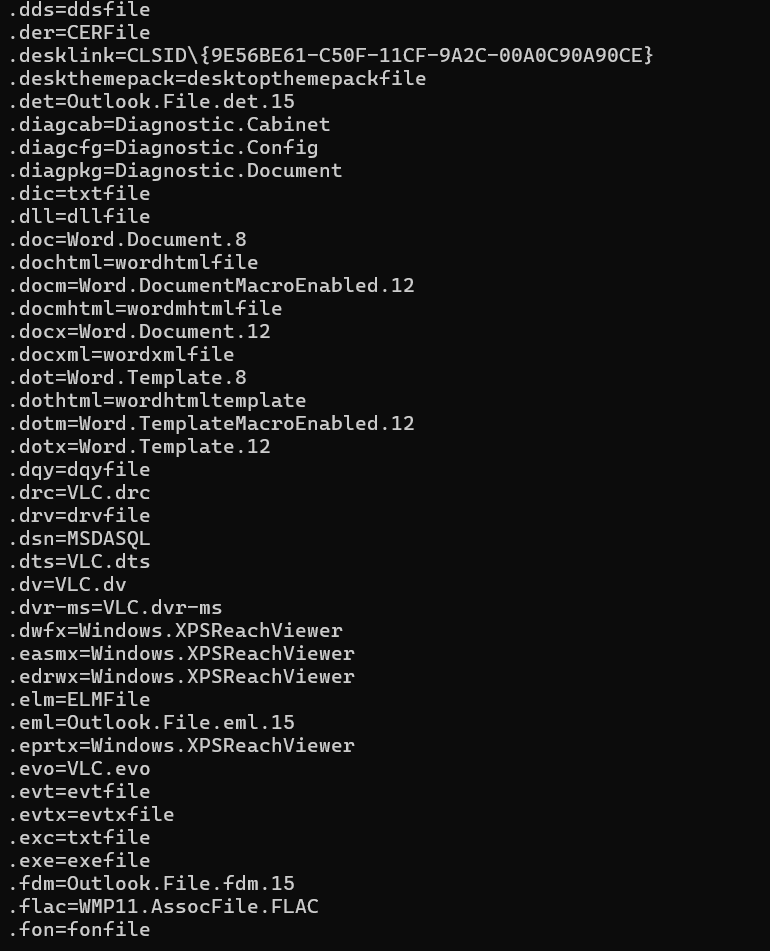 .dds=ddsfile
.der=CERFile
.desklink=CLSID\{9E56BE61-C50F-11CF-9A2C-00A0C90A90CE}
.deskthemepack=desktopthemepackfile
.det=Outlook.File.det.15
.diagcab=Diagnostic.Cabinet
.diagcfg=Diagnostic.Config
.diagpkg=Diagnostic.Document
.dic=txtfile
.dll=dllfile
.doc=Word.Document.8
.dochtml=wordhtmlfile
.docm=Word.DocumentMacroEnabled.12
.docmhtml=wordmhtmlfile
.docx=Word.Document.12
.docxml=wordxmlfile
.dot=Word.Template.8
.dothtml=wordhtmltemplate
.dotm=Word.TemplateMacroEnabled.12
.dotx=Word.Template.12
.dqy=dqyfile
.drc=VLC.drc
.drv=drvfile
.dsn=MSDASQL
.dts=VLC.dts
.dv=VLC.dv
.dvr-ms=VLC.dvr-ms
.dwfx=Windows.XPSReachViewer
.easmx=Windows.XPSReachViewer
.edrwx=Windows.XPSReachViewer
.elm=ELMFile
.eml=Outlook.File.eml.15
.eprtx=Windows.XPSReachViewer
.evo=VLC.evo
.evt=evtfile
.evtx=evtxfile
.exc=txtfile
.exe=exefile
.fdm=Outlook.File.fdm.15
.flac=WMP11.AssocFile.FLAC
.fon=fonfile